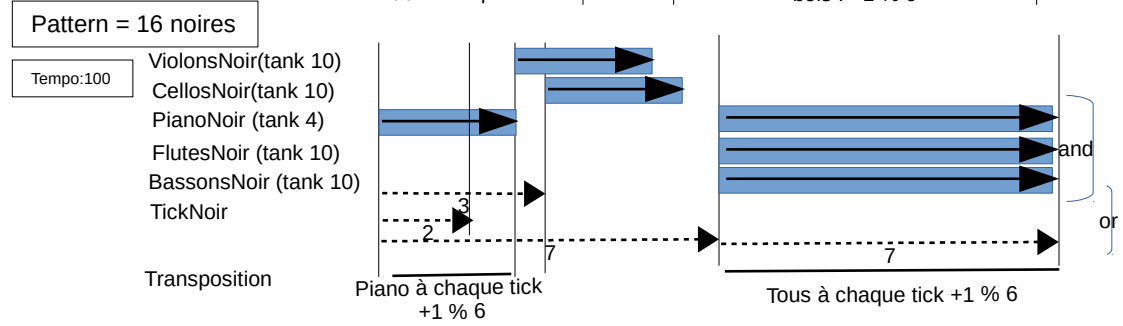 Pattern = 16 noires
Tempo:100
ViolonsNoir(tank 10)
CellosNoir(tank 10)
PianoNoir (tank 4)
FlutesNoir (tank 10)
BassonsNoir (tank 10)
TickNoir
and
or
3
2
7
7
Transposition
Piano à chaque tick
+1 % 6
Tous à chaque tick +1 % 6